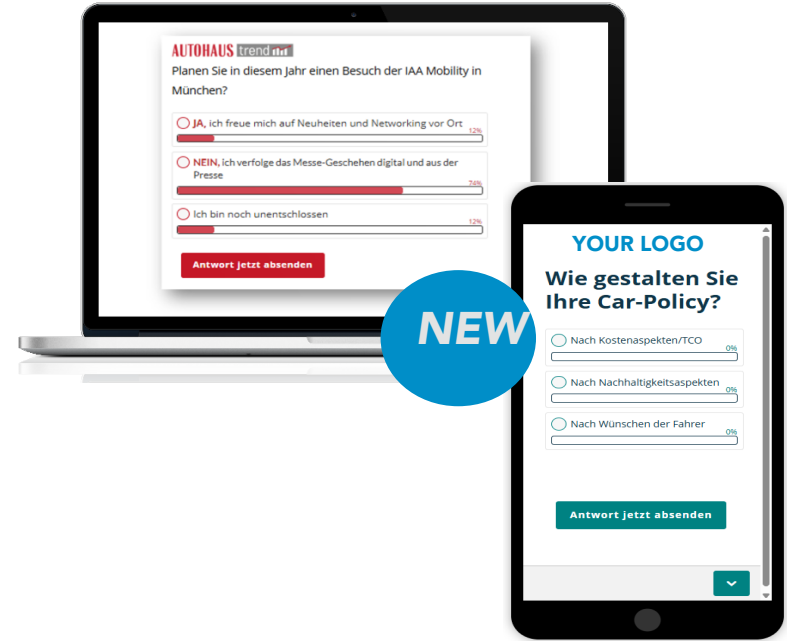 AUTOHAUS trend
Planen Sie in diesem Jahr einen Besuch der IAA Mobility in
München?
JA, ich freue mich auf Neuheiten und Networking vor Ort
12%
NEIN, ich verfolge das Messe-Geschehen digital und aus der
Presse
74%
Ich bin noch unentschlossen
12%
Antwort jetzt absenden
NEW
YOUR LOGO
Wie gestalten Sie
Ihre Car-Policy?
Nach Kostenaspekten/TCO
0%
Nach Nachhaltigkeitsaspekten
0%
Nach Wünschen der Fahrer
0%
Antwort jetzt absenden